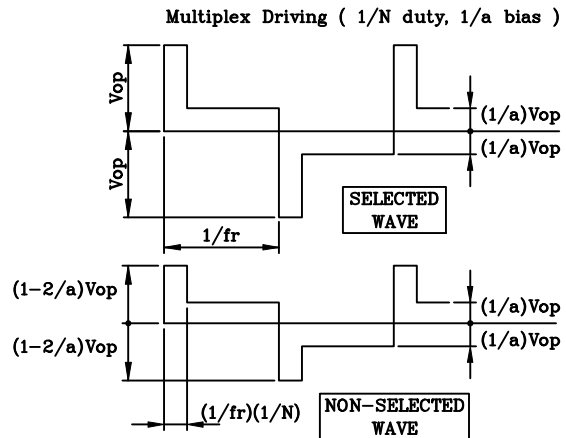 Multiplex Driving ( 1/N duty, 1/a bias )
Vop
(1/a)Vop
(1/a)Vop
Vop
SELECTED
WAVE
1/fr
(1-2/a)Vop
(1/a)Vop
(1-2/a)Vop
(1/a)Vop
(1/fr)(1/N)
NON-SELECTED
WAVE